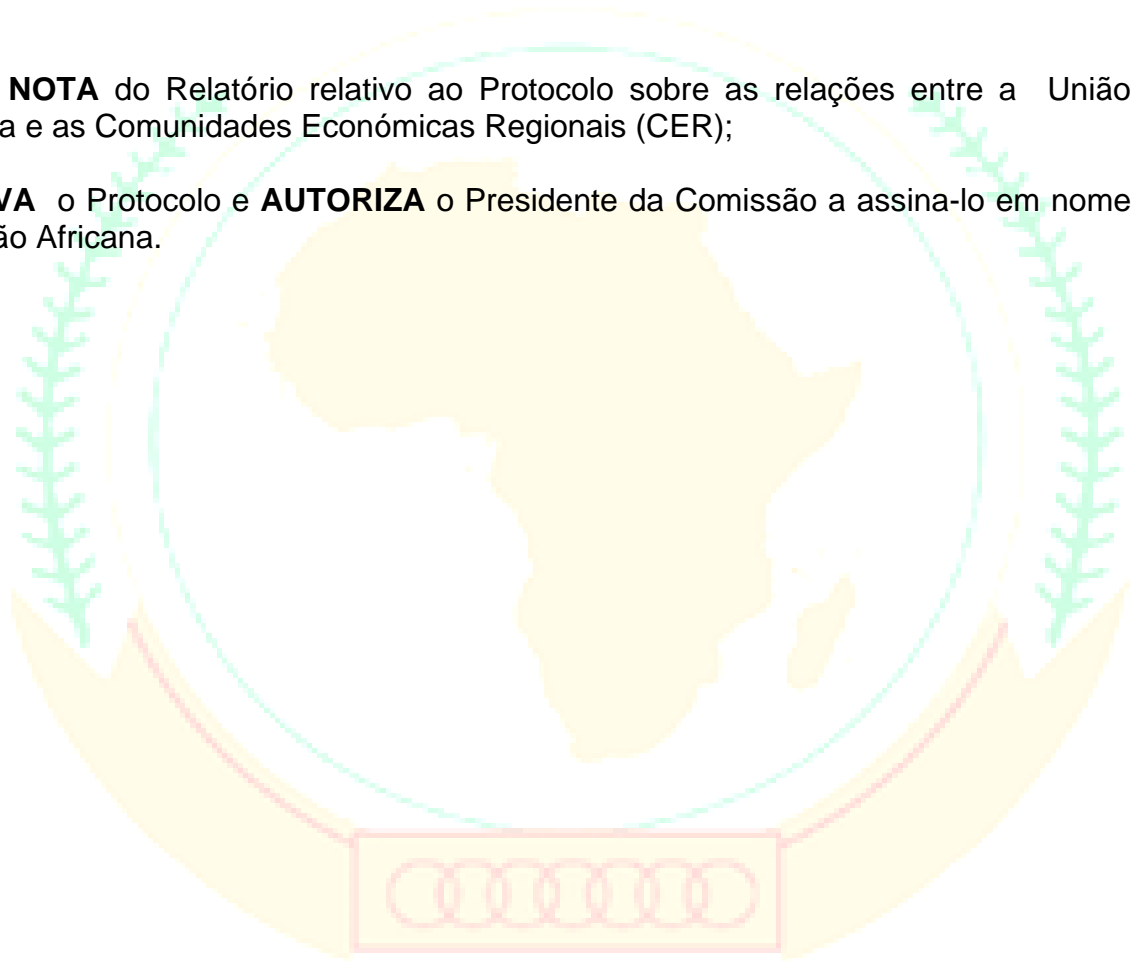 NOTA do Relatório relativo ao Protocolo sobre as relações entre a União
a e as Comunidades Económicas Regionais (CER);
VA o Protocolo e AUTORIZA o Presidente da Comissão a assina-lo em nome
ão Africana.